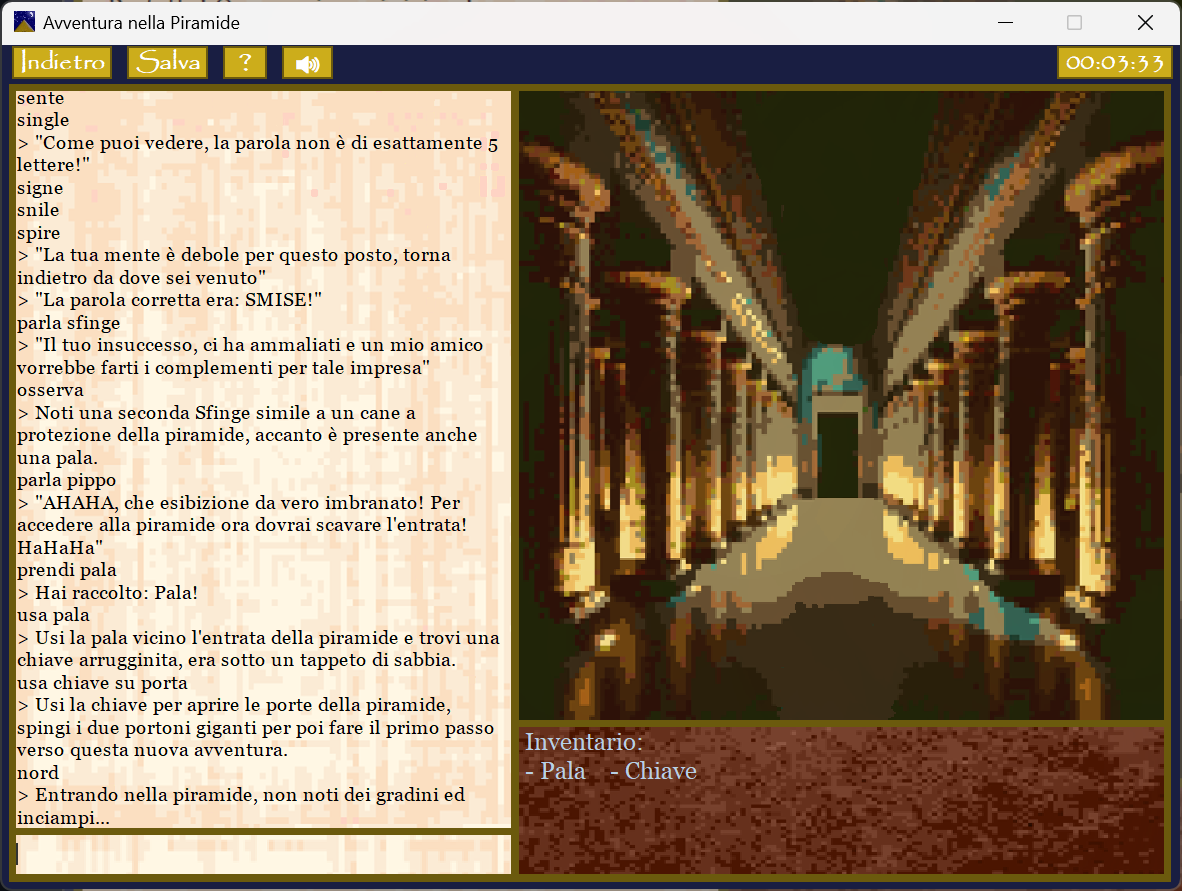 Avventura nella Piramide
Indietro
Salva
?
00:03:33
sente
single
> "Come puoi vedere, la parola non è di esattamente 5
lettere!"
signe
snile
spire
> "La tua mente è debole per questo posto, torna
indietro da dove sei venuto"
> "La parola corretta era: SMISE!"
parla sfinge
> "Il tuo insuccesso, ci ha ammaliati e un mio amico
vorrebbe farti i complementi per tale impresa"
osserva
> Noti una seconda Sfinge simile a un cane a
protezione della piramide, accanto è presente anche
una pala.
parla pippo
> "AHAHA, che esibizione da vero imbranato! Per
accedere alla piramide ora dovrai scavare l'entrata!
HaHaHa"
prendi pala
> Hai raccolto: Pala!
usa pala
> Usi la pala vicino l'entrata della piramide e trovi una
chiave arrugginita, era sotto un tappeto di sabbia.
usa chiave su porta
> Usi la chiave per aprire le porte della piramide,
spingi i due portoni giganti per poi fare il primo passo
verso questa nuova avventura.
nord
> Entrando nella piramide, non noti dei gradini ed
inciampi...
Inventario:
- Pala - Chiave